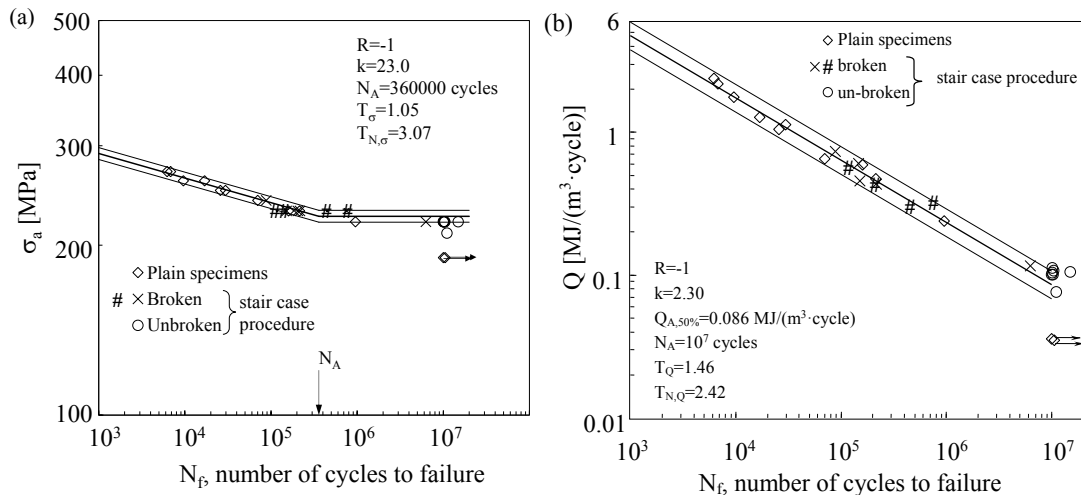 (a)
500
400
300
200
100
σa [MPa]
R=-1
k=23.0
NA=360000 cycles
Tσ=1.05
TN,σ=3.07
◇ Plain specimens
# × Broken
○ Unbroken
stair case
procedure
NA
10³ 10⁴ 10⁵ 10⁶ 10⁷
Nf, number of cycles to failure
(b)
6
1
0.1
0.01
Q [MJ/(m³·cycle)]
◇ Plain specimens
×# broken
○ un-broken
stair case procedure
R=-1
k=2.30
QA,50%=0.086 MJ/(m³·cycle)
NA=10⁷ cycles
TQ=1.46
TN,Q=2.42
10³ 10⁴ 10⁵ 10⁶ 10⁷
Nf, number of cycles to failure